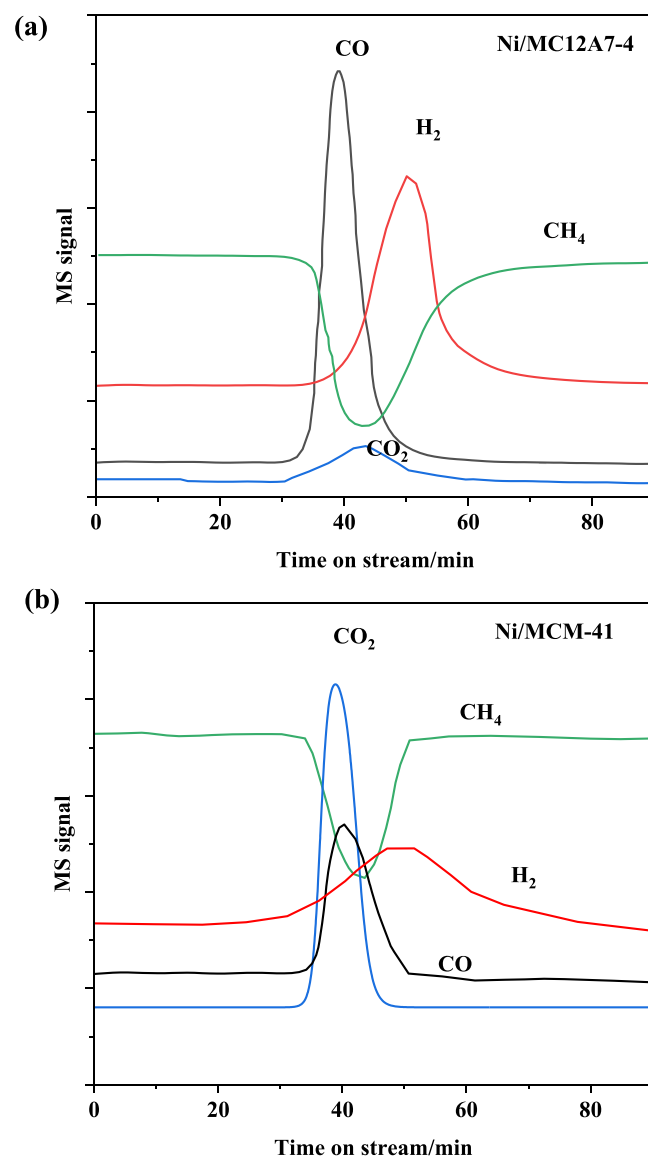 (a)
CO
Ni/MC12A7-4
H₂
CH₄
MS signal
CO₂
0 20 40 60 80
Time on stream/min
(b)
CO₂
Ni/MCM-41
CH₄
MS signal
H₂
CO
0 20 40 60 80
Time on stream/min